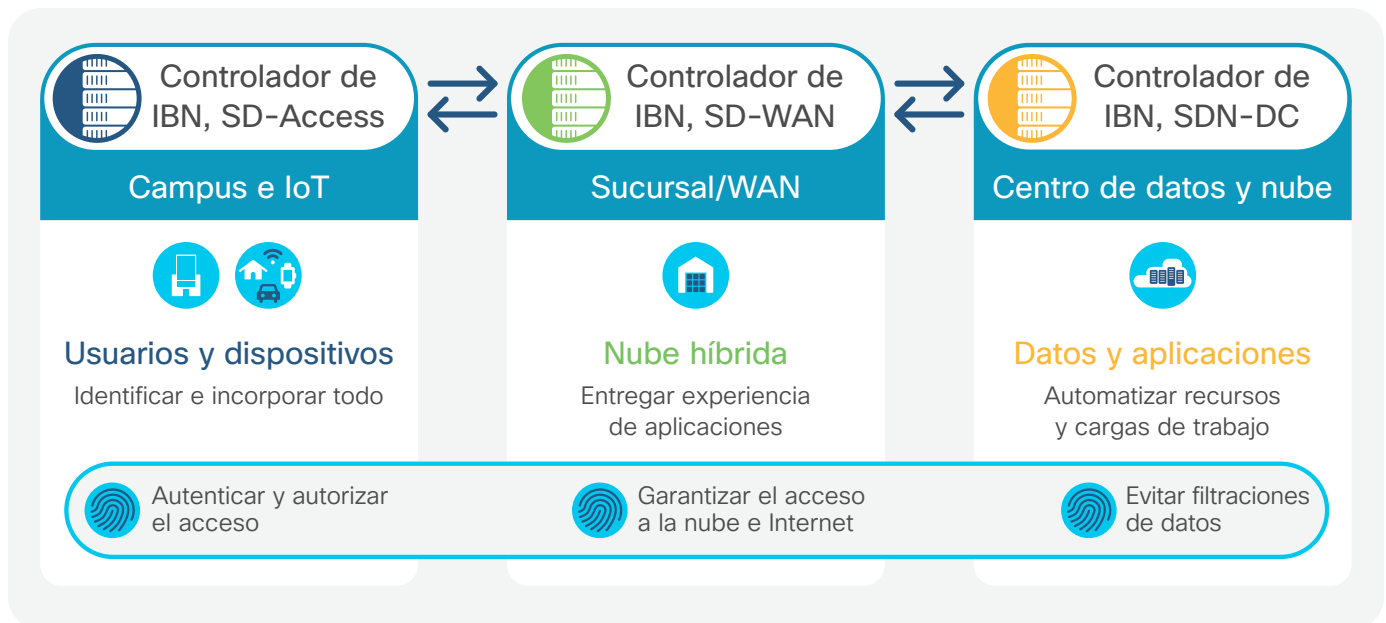 Controlador de
IBN, SD-Access
Campus e IoT
Usuarios y dispositivos
Identificar e incorporar todo
Controlador de
IBN, SD-WAN
Sucursal/WAN
Nube híbrida
Entregar experiencia
de aplicaciones
Controlador de
IBN, SDN-DC
Centro de datos y nube
Datos y aplicaciones
Automatizar recursos
y cargas de trabajo
Autenticar y autorizar
el acceso
Garantizar el acceso
a la nube e Internet
Evitar filtraciones
de datos